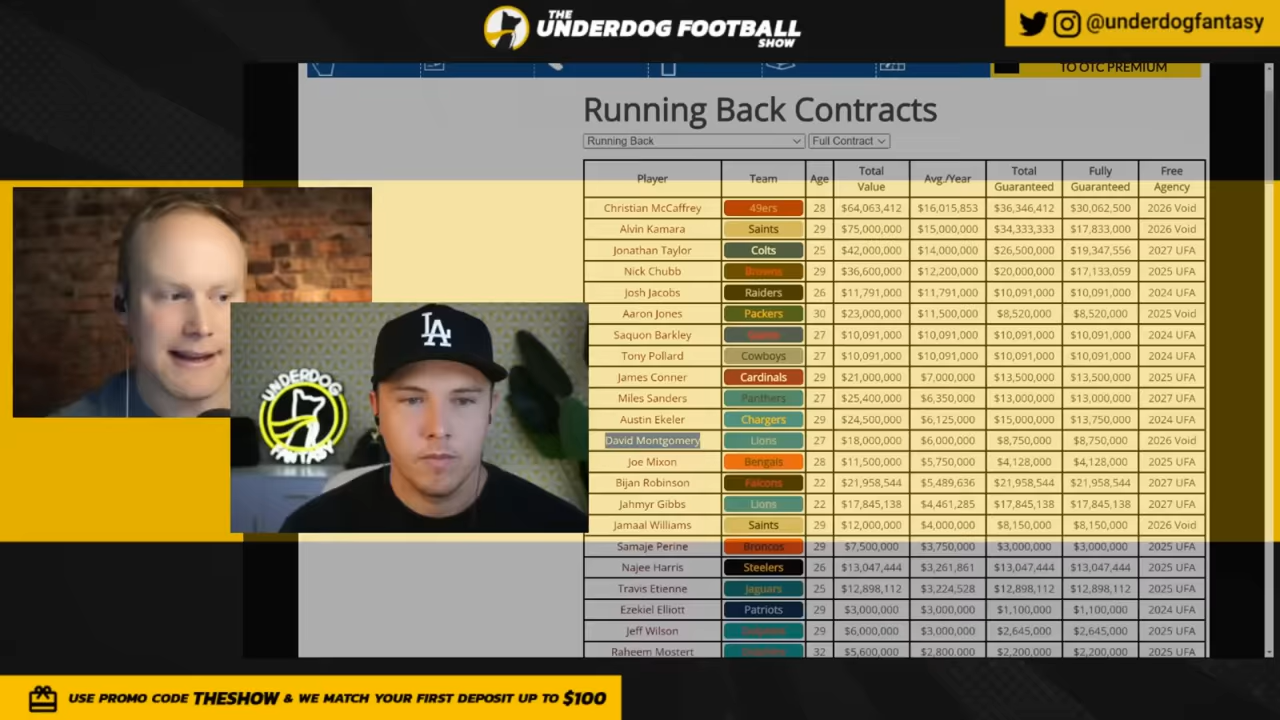 THE
UNDERDOG FOOTBALL
SHOW
@underdogfantasy
TO OTC PREMIUM
Running Back Contracts
Running Back Full Contract
Player Team Age Total Value Avg./Year Total Guaranteed Fully Guaranteed Free Agency
Christian McCaffrey 49ers 28 $64,063,412 $16,015,853 $36,346,412 $30,062,500 2026 Void
Alvin Kamara Saints 29 $75,000,000 $15,000,000 $34,333,333 $17,833,000 2026 Void
Jonathan Taylor Colts 25 $42,000,000 $14,000,000 $26,500,000 $19,347,556 2027 UFA
Nick Chubb Browns 29 $36,600,000 $12,200,000 $20,000,000 $17,133,059 2025 UFA
Josh Jacobs Raiders 26 $11,791,000 $11,791,000 $10,091,000 $10,091,000 2024 UFA
Aaron Jones Packers 30 $23,000,000 $11,500,000 $8,520,000 $8,520,000 2025 Void
Saquon Barkley 27 $10,091,000 $10,091,000 $10,091,000 $10,091,000 2024 UFA
Tony Pollard Cowboys 27 $10,091,000 $10,091,000 $10,091,000 $10,091,000 2024 UFA
James Conner Cardinals 29 $21,000,000 $7,000,000 $13,500,000 $13,500,000 2025 UFA
Miles Sanders Panthers 27 $25,400,000 $6,350,000 $13,000,000 $13,000,000 2027 UFA
Austin Ekeler Chargers 29 $24,500,000 $6,125,000 $15,000,000 $13,750,000 2024 UFA
David Montgomery Lions 27 $18,000,000 $6,000,000 $8,750,000 $8,750,000 2026 Void
Joe Mixon Bengals 28 $11,500,000 $5,750,000 $4,128,000 $4,128,000 2025 UFA
Bijan Robinson Falcons 22 $21,958,544 $5,489,636 $21,958,544 $21,958,544 2027 UFA
Jahmyr Gibbs Lions 22 $17,845,138 $4,461,285 $17,845,138 $17,845,138 2027 UFA
Jamaal Williams Saints 29 $12,000,000 $4,000,000 $8,150,000 $8,150,000 2026 Void
Samaje Perine Broncos 29 $7,500,000 $3,750,000 $3,000,000 $3,000,000 2025 UFA
Najee Harris Steelers 26 $13,047,444 $3,261,861 $13,047,444 $13,047,444 2025 UFA
Travis Etienne Jaguars 25 $12,898,112 $3,224,528 $12,898,112 $12,898,112 2025 UFA
Ezekiel Elliott Patriots 29 $3,000,000 $3,000,000 $1,100,000 $1,100,000 2024 UFA
Jeff Wilson 29 $6,000,000 $3,000,000 $2,645,000 $2,645,000 2025 UFA
Raheem Mostert 32 $5,600,000 $2,800,000 $2,200,000 $2,200,000 2025 UFA
LA
UNDERDOG
FANTASY
USE PROMO CODE THESHOW & WE MATCH YOUR FIRST DEPOSIT UP TO $100